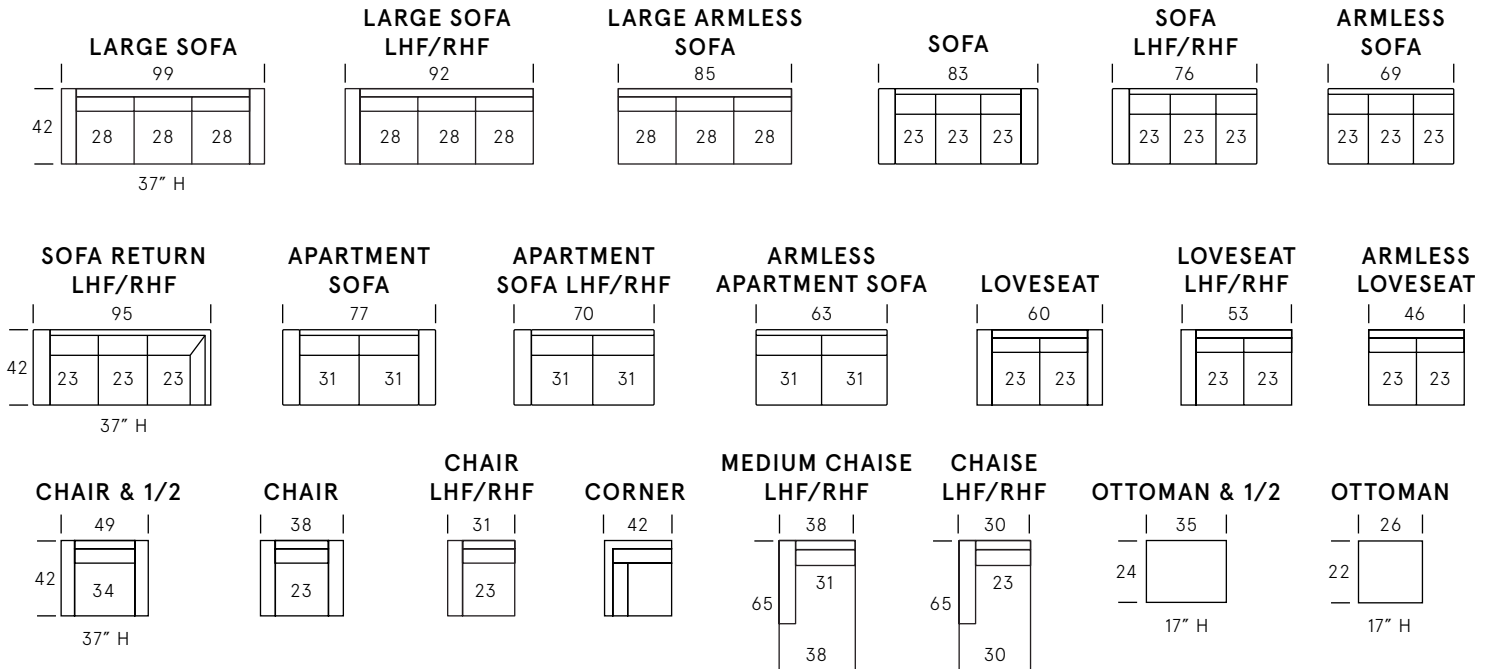 LARGE SOFA
99
42
28 28 28
37" H
LARGE SOFA
LHF/RHF
92
28 28 28
LARGE ARMLESS
SOFA
85
28 28 28
SOFA
83
23 23 23
SOFA
LHF/RHF
76
23 23 23
ARMLESS
SOFA
69
23 23 23
SOFA RETURN
LHF/RHF
95
42
23 23 23
37" H
APARTMENT
SOFA
77
31 31
APARTMENT
SOFA LHF/RHF
70
31 31
ARMLESS
APARTMENT SOFA
63
31 31
LOVESEAT
60
23 23
LOVESEAT
LHF/RHF
53
23 23
ARMLESS
LOVESEAT
46
23 23
CHAIR & 1/2
49
42
34
37" H
CHAIR
38
23
CHAIR
LHF/RHF
31
23
CORNER
42
MEDIUM CHAISE
LHF/RHF
38
31
65
38
CHAISE
LHF/RHF
30
23
65
30
OTTOMAN & 1/2
35
24
17" H
OTTOMAN
26
22
17" H